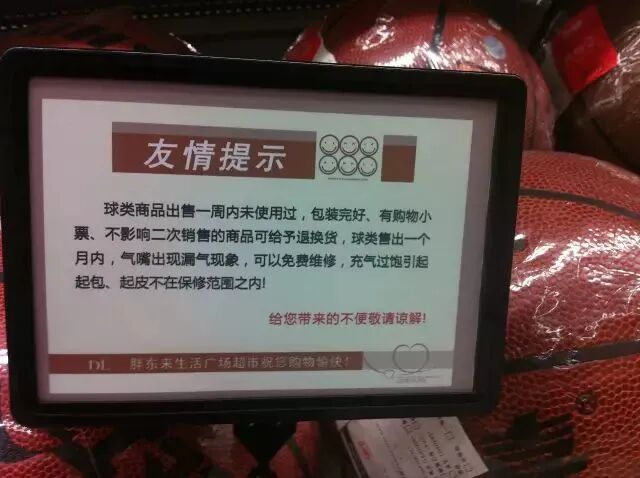 友情提示
球类商品出售一周内未使用过，包装完好、有购物小
票、不影响二次销售的商品可给予退换货，球类售出一个
月内，气嘴出现漏气现象，可以免费维修，充气过饱引起
起包、起皮不在保修范围之内!
给您带来的不便敬请谅解!
DL 胖东来生活广场超市祝您购物愉快!